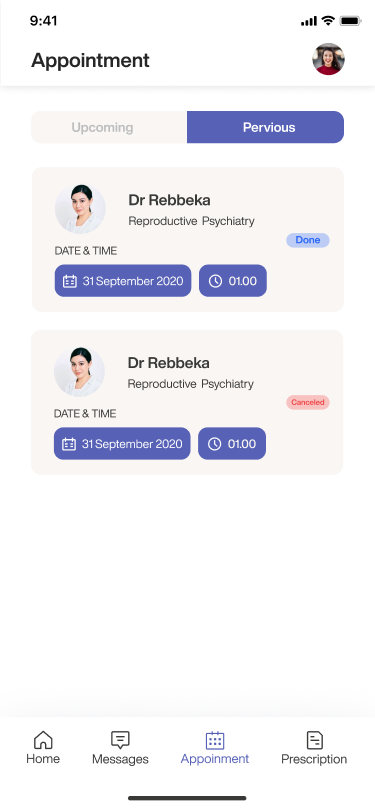 9:41
Appointment
Upcoming Pervious
Dr Rebbeka
Reproductive Psychiatry
Done
DATE & TIME
31 September 2020 01.00
Dr Rebbeka
Reproductive Psychiatry
Canceled
DATE & TIME
31 September 2020 01.00
Home Messages Appoinment Prescription